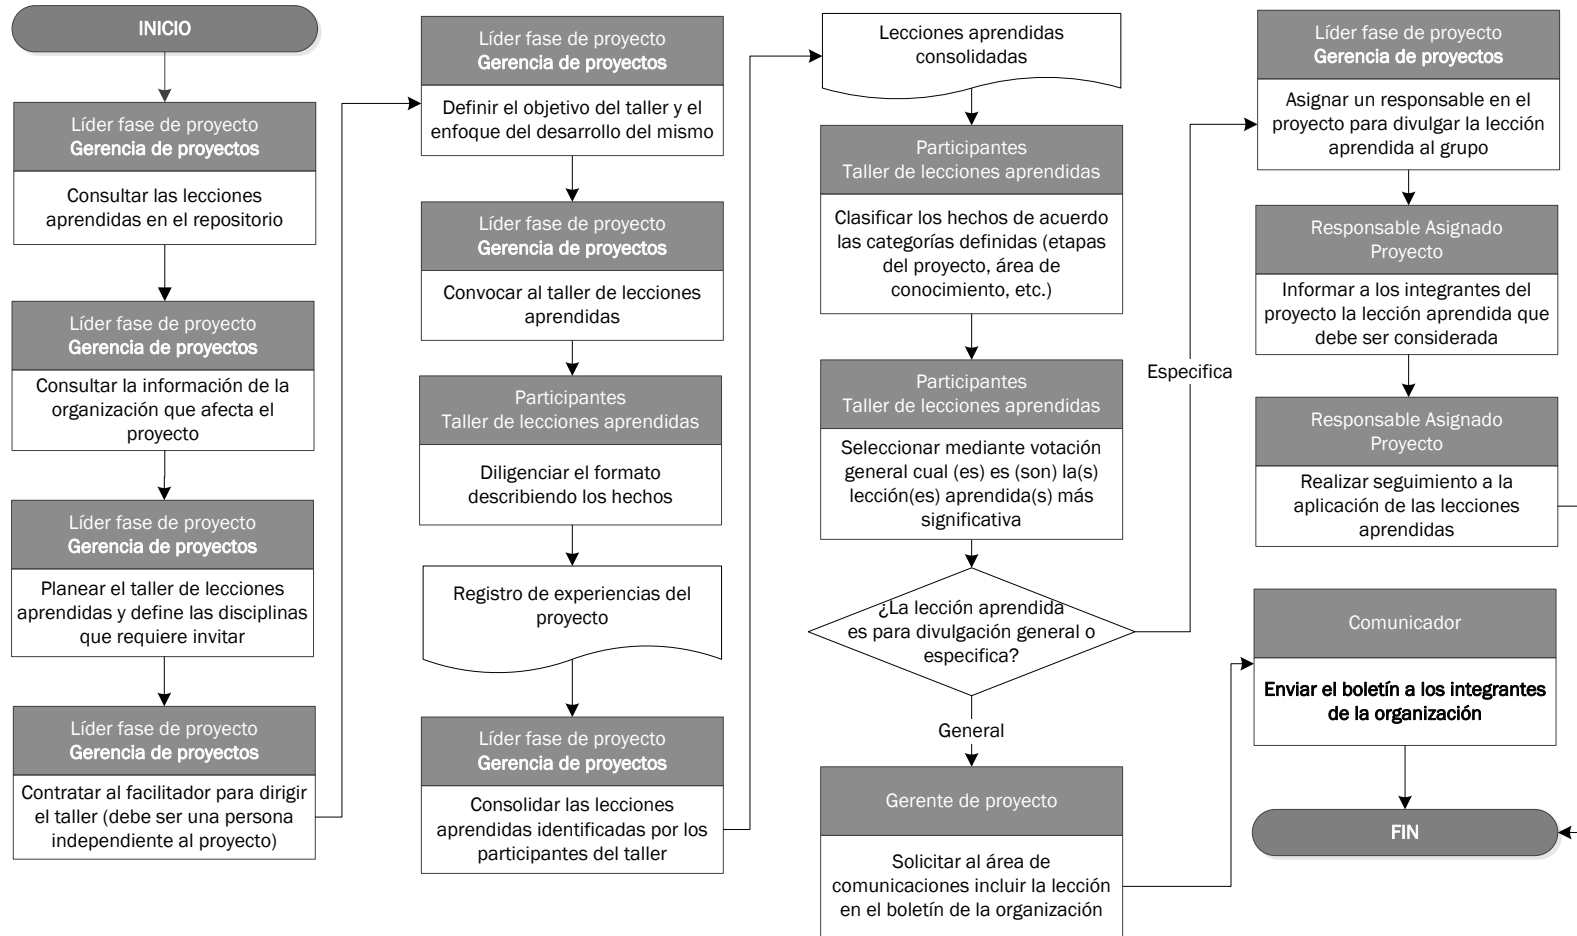 INICIO
Líder fase de proyecto
Gerencia de proyectos
Consultar las lecciones
aprendidas en el repositorio
Líder fase de proyecto
Gerencia de proyectos
Consultar la información de la
organización que afecta el
proyecto
Líder fase de proyecto
Gerencia de proyectos
Planear el taller de lecciones
aprendidas y define las disciplinas
que requiere invitar
Líder fase de proyecto
Gerencia de proyectos
Contratar al facilitador para dirigir
el taller (debe ser una persona
independiente al proyecto)
Líder fase de proyecto
Gerencia de proyectos
Definir el objetivo del taller y el
enfoque del desarrollo del mismo
Líder fase de proyecto
Gerencia de proyectos
Convocar al taller de lecciones
aprendidas
Participantes
Taller de lecciones aprendidas
Diligenciar el formato
describiendo los hechos
Registro de experiencias del
proyecto
Líder fase de proyecto
Gerencia de proyectos
Consolidar las lecciones
aprendidas identificadas por los
participantes del taller
Lecciones aprendidas
consolidadas
Participantes
Taller de lecciones aprendidas
Clasificar los hechos de acuerdo
las categorías definidas (etapas
del proyecto, área de
conocimiento, etc.)
Participantes
Taller de lecciones aprendidas
Seleccionar mediante votación
general cual (es) es (son) la(s)
lección(es) aprendida(s) más
significativa
¿La lección aprendida
es para divulgación general o
especifica?
General
Gerente de proyecto
Solicitar al área de
comunicaciones incluir la lección
en el boletín de la organización
Especifica
Líder fase de proyecto
Gerencia de proyectos
Asignar un responsable en el
proyecto para divulgar la lección
aprendida al grupo
Responsable Asignado
Proyecto
Informar a los integrantes del
proyecto la lección aprendida que
debe ser considerada
Responsable Asignado
Proyecto
Realizar seguimiento a la
aplicación de las lecciones
aprendidas
Comunicador
Enviar el boletín a los integrantes
de la organización
FIN